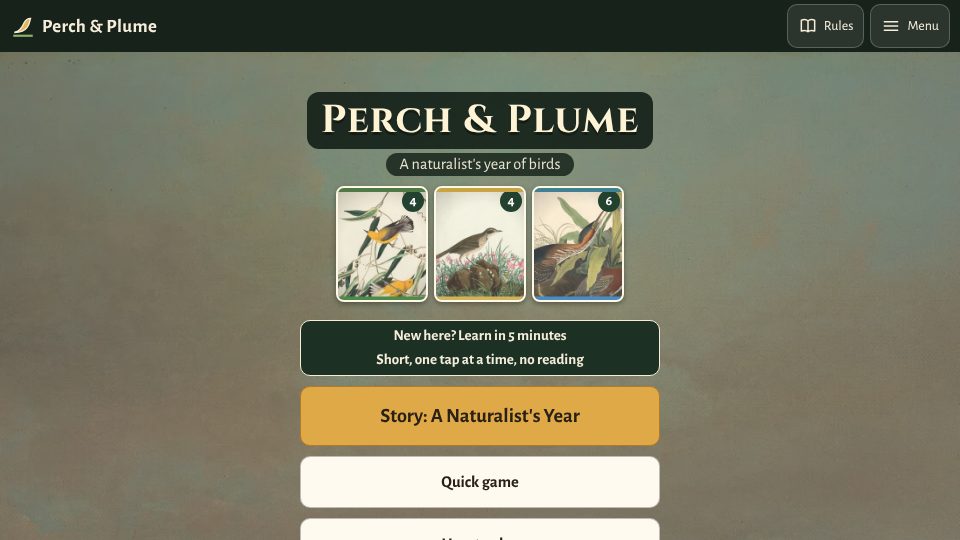 Perch & Plume
Rules
Menu
Perch & Plume
A naturalist's year of birds
4
4
6
New here? Learn in 5 minutes
Short, one tap at a time, no reading
Story: A Naturalist's Year
Quick game